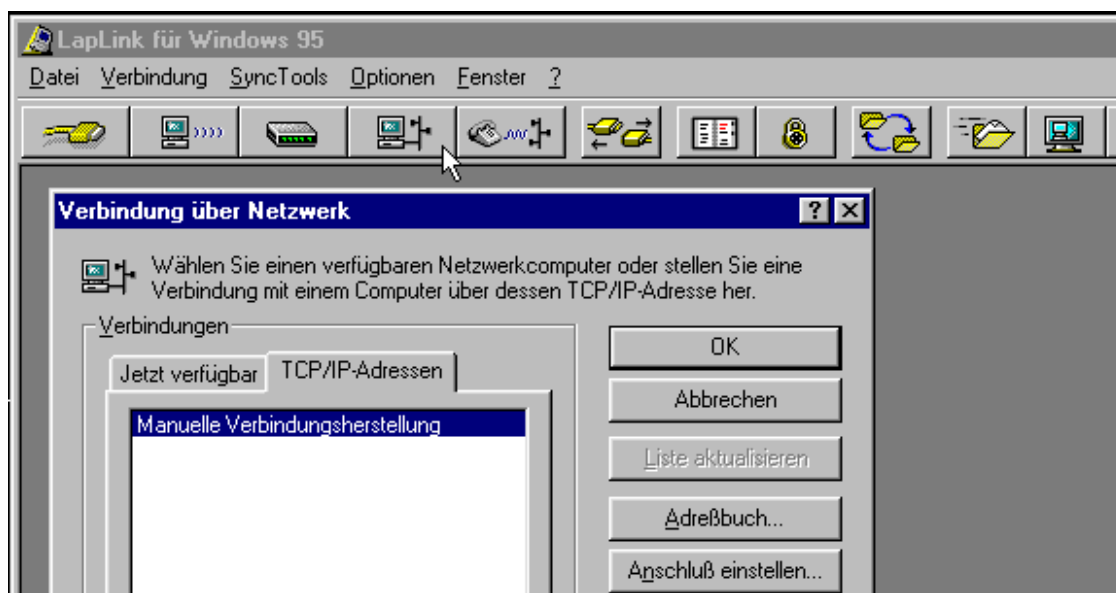 LapLink für Windows 95
Datei Verbindung SyncTools Optionen Fenster ?
Verbindung über Netzwerk
Wählen Sie einen verfügbaren Netzwerkcomputer oder stellen Sie eine
Verbindung mit einem Computer über dessen TCP/IP-Adresse her.
Verbindungen
Jetzt verfügbar TCP/IP-Adressen
Manuelle Verbindungsherstellung
OK
Abbrechen
Liste aktualisieren
Adreßbuch...
Anschluß einstellen...